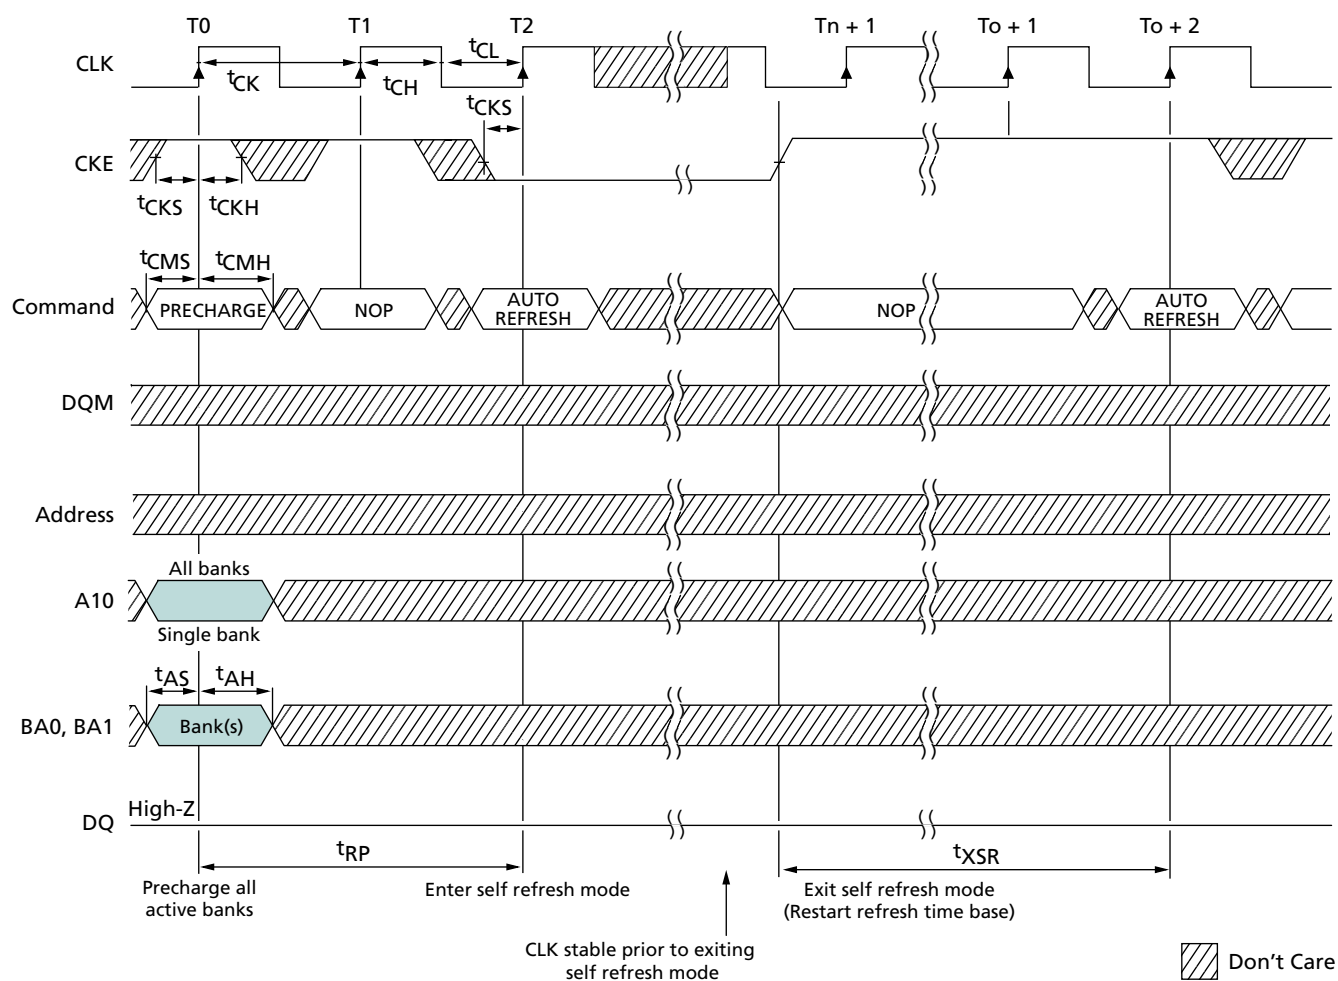 T0 T1 T2 Tn + 1 To + 1 To + 2
CLK
tCK
tCH
tCL
tCKS
CKE
tCKS tCKH
tCMS tCMH
Command PRECHARGE NOP AUTO REFRESH NOP AUTO REFRESH
DQM
Address
All banks
A10
Single bank
tAS tAH
BA0, BA1 Bank(s)
High-Z
DQ
tRP tXSR
Precharge all
active banks
Enter self refresh mode
Exit self refresh mode
(Restart refresh time base)
CLK stable prior to exiting
self refresh mode
Don't Care